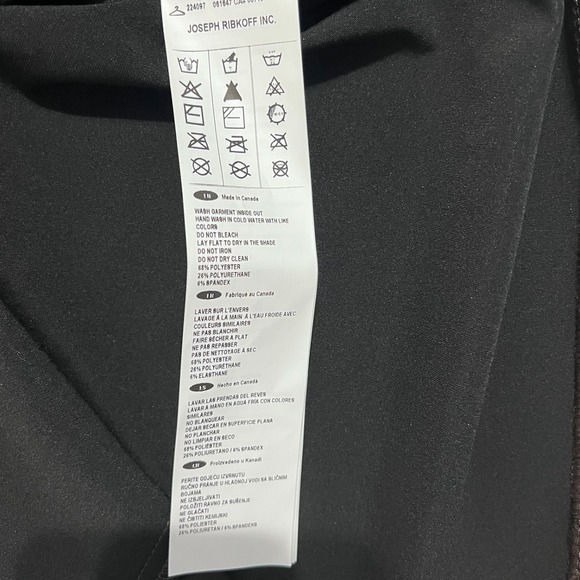 224097
JOSEPH RIBKOFF INC.
EN Made in Canada
WASH GARMENT INSIDE OUT
HAND WASH IN COLD WATER WITH LIKE
COLORS
DO NOT BLEACH
LAY FLAT TO DRY IN THE SHADE
DO NOT IRON
DO NOT DRY CLEAN
68% POLYESTER
26% POLYURETHANE
6% SPANDEX
Fabriqué au Canada
LAVER SUR L'ENVERS
LAVAGE À LA MAIN À L'EAU FROIDE AVEC
COULEURS SIMILAIRES
NE PAS BLANCHIR
FAIRE SÉCHER A PLAT
NE PAS REPASSER
PAS DE NETTOYAGE À SEC
68% POLYESTER
26% POLYURÉTHANE
6% ELASTHANE
ES Hecho en Canadá
LAVAR LAS PRENDAS DEL REVES
LAVAR A MANO EN AGUA FRÍA CON COLORES
SIMILARES
NO BLANQUEAR
DEJAR SECAR EN SUPERFICIE PLANA
NO PLANCHAR
NO LIMPIAR EN SECO
68% POLIÉSTER
26% POLIURETANO / 6% SPANDEX
Proizvedeno u Kanadi
PERITE ODJEĆU IZVRNUTU
RUČNO PRANJE U HLADNOJ VODI SA SLIČNIM
BOJAMA
NE IZBJELJIVATI
POLOŽITI RAVNO ZA SUŠENJE
NE GLAČATI
NE ČISTITI KEMIJSKI
68% POLIESTER
26% POLIURETAN / 6% SPANDEKS